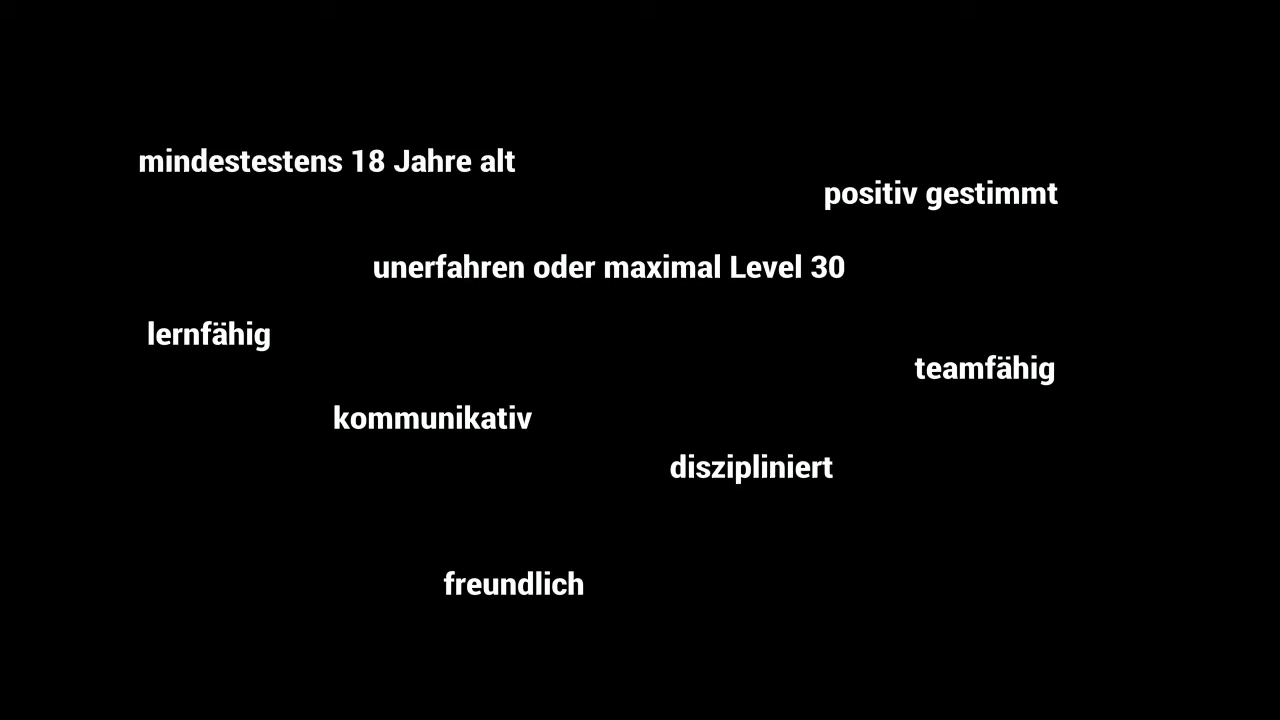 mindestestens 18 Jahre alt
positiv gestimmt
unerfahren oder maximal Level 30
lernfähig
teamfähig
kommunikativ
diszipliniert
freundlich